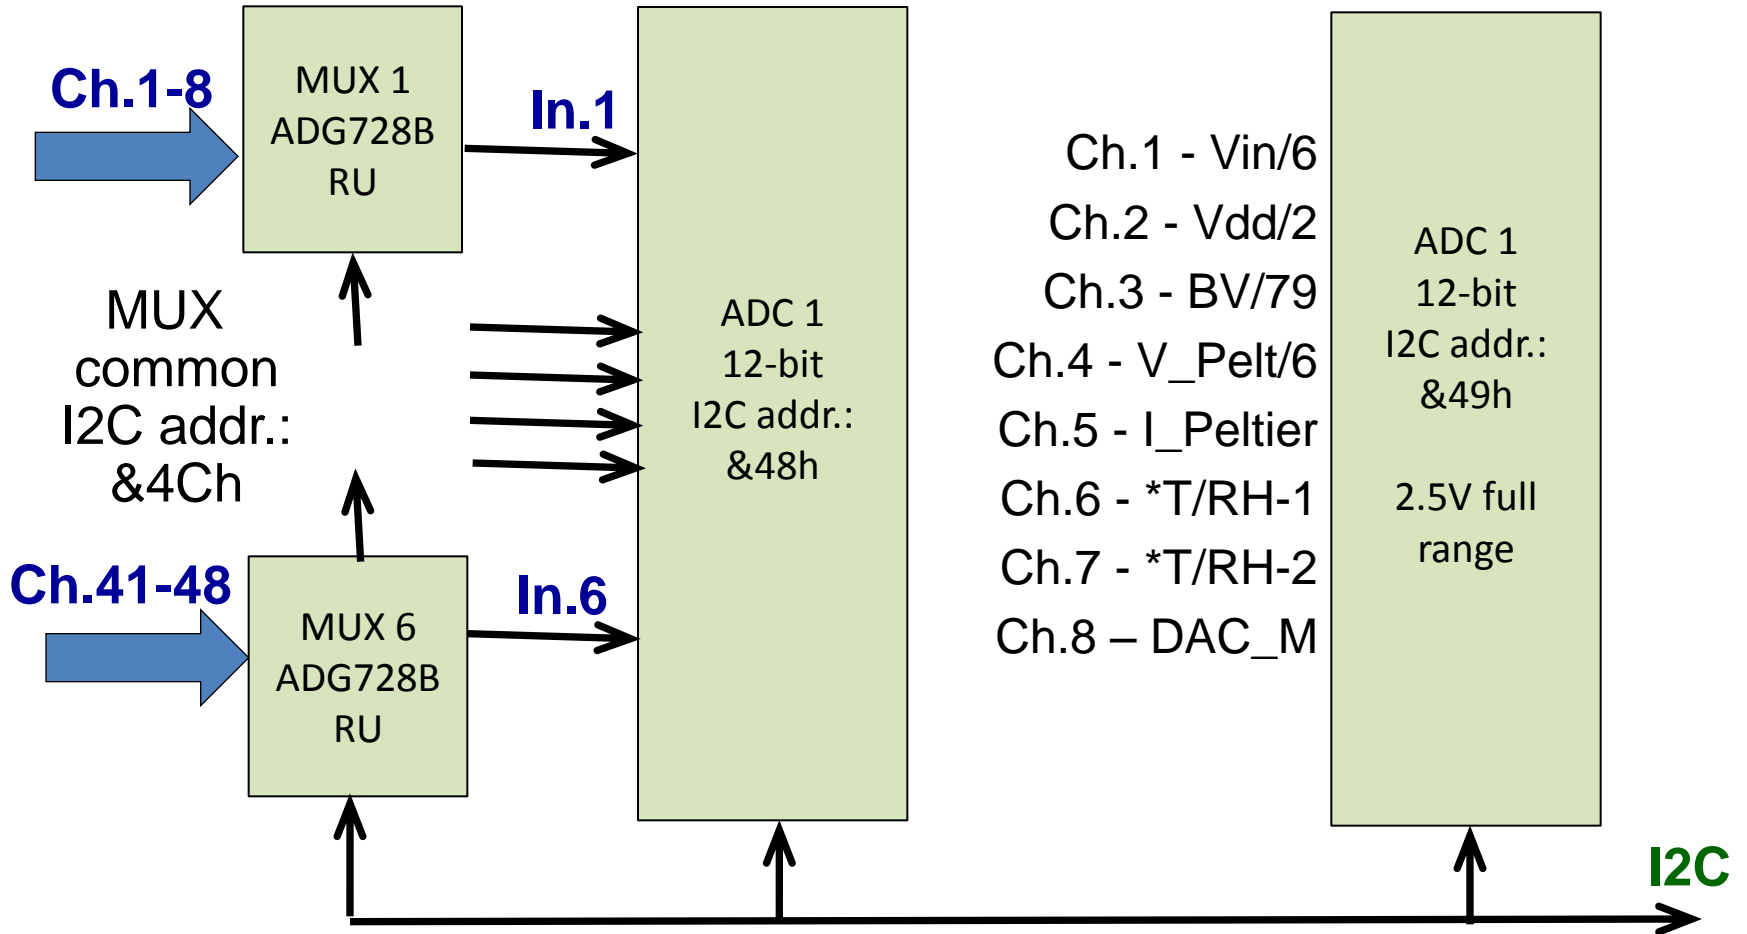 Ch.1-8
MUX 1
ADG728B
RU
In.1
MUX
common
I2C addr.:
&4Ch
Ch.41-48
MUX 6
ADG728B
RU
In.6
ADC 1
12-bit
I2C addr.:
&48h
Ch.1 - Vin/6
Ch.2 - Vdd/2
Ch.3 - BV/79
Ch.4 - V_Pelt/6
Ch.5 - I_Peltier
Ch.6 - *T/RH-1
Ch.7 - *T/RH-2
Ch.8 – DAC_M
ADC 1
12-bit
I2C addr.:
&49h
2.5V full
range
I2C